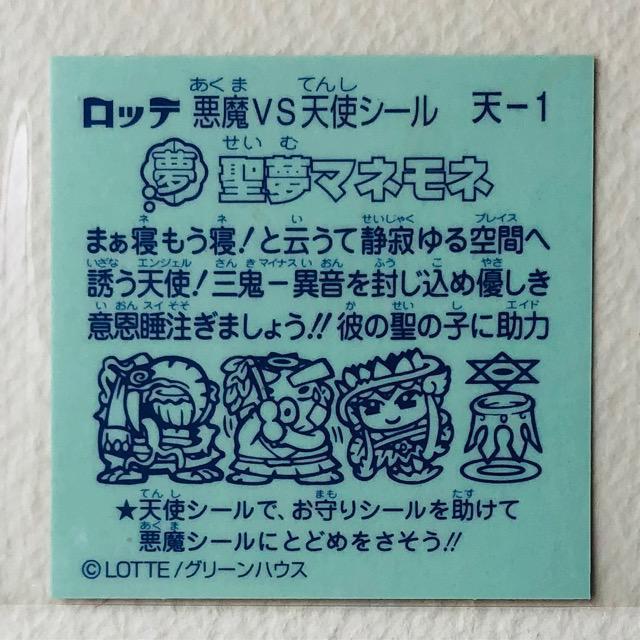 ロッテ 悪魔VS天使シール 天-1
夢 聖夢マネモネ
まぁ寝もう寝!と云うて静寂ゆる空間へ
誘う天使!三鬼-異音を封じ込め優しき
意恩睡注ぎましょう!!彼の聖の子に助力
★天使シールで、お守りシールを助けて
悪魔シールにとどめをさそう!!
©LOTTE/グリーンハウス